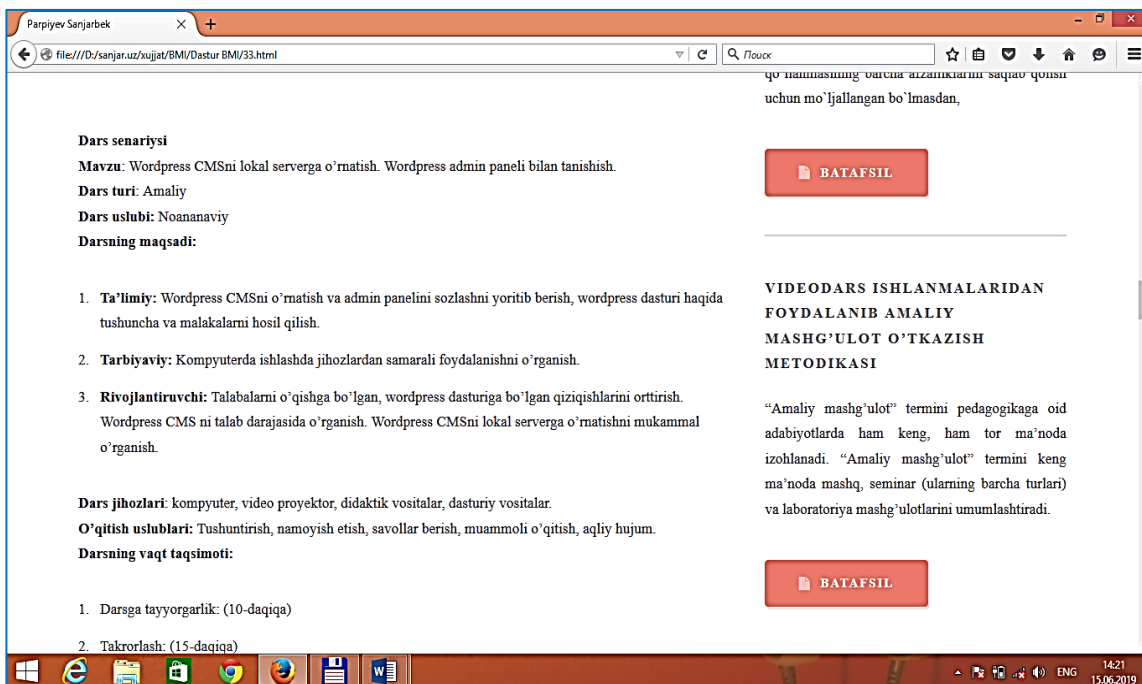 Parpiyev Sanjarbek
file:///D:/sanjar.uz/xujjat/BMI/Dastur BMI/33.html
Поиск
Dars senariysi
Mavzu: Wordpress CMSni lokal serverga o’rnatish. Wordpress admin paneli bilan tanishish.
Dars turi: Amaliy
Dars uslubi: Noananaviy
Darsning maqsadi:
1. Ta’limiy: Wordpress CMSni o’rnatish va admin panelini sozlashni yoritib berish, wordpress dasturi haqida
tushuncha va malakalarni hosil qilish.
2. Tarbiyaviy: Kompyuterda ishlashda jihozlardan samarali foydalanishni o’rganish.
3. Rivojlantiruvchi: Talabalarni o’qishga bo’lgan, wordpress dasturiga bo’lgan qiziqishlarini orttirish.
Wordpress CMS ni talab darajasida o’rganish. Wordpress CMSni lokal serverga o’rnatishni mukammal
o’rganish.
Dars jihozlari: kompyuter, video proyektor, didaktik vositalar, dasturiy vositalar.
O’qitish uslublari: Tushuntirish, namoyish etish, savollar berish, muammoli o’qitish, aqliy hujum.
Darsning vaqt taqsimoti:
1. Darsga tayyorgarlik: (10-daqiqa)
2. Takrorlash: (15-daqiqa)
barcha afzalliklarini saqlab qolish
uchun mo`ljallangan bo`lmasdan,
BATAFSIL
VIDEODARS ISHLANMALARIDAN
FOYDALANIB AMALIY
MASHG’ULOT O’TKAZISH
METODIKASI
“Amaliy mashg’ulot” termini pedagogikaga oid
adabiyotlarda ham keng, ham tor ma’noda
izohlanadi. “Amaliy mashg’ulot” termini keng
ma’noda mashq, seminar (ularning barcha turlari)
va laboratoriya mashg’ulotlarini umumlashtiradi.
BATAFSIL
ENG
14:21
15.06.2019